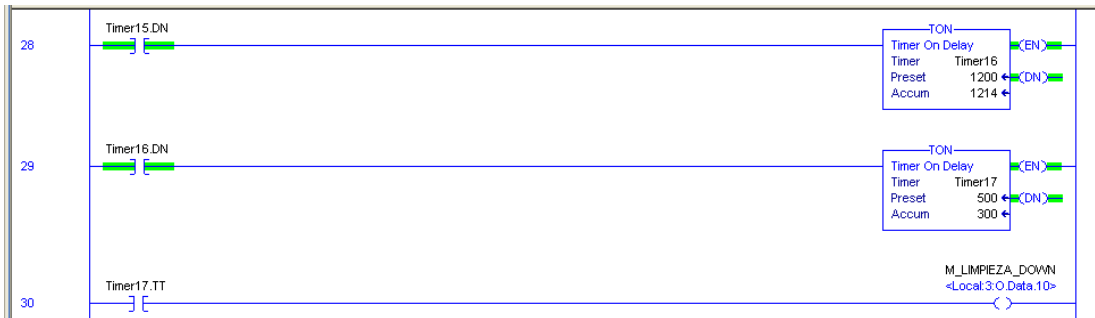 Timer15.DN
28
TON
Timer On Delay
Timer Timer16
Preset 1200
Accum 1214
(EN)
(DN)
Timer16.DN
29
TON
Timer On Delay
Timer Timer17
Preset 500
Accum 300
(EN)
(DN)
M_LIMPIEZA_DOWN
Timer17.TT
<Local:3:O.Data.10>
30